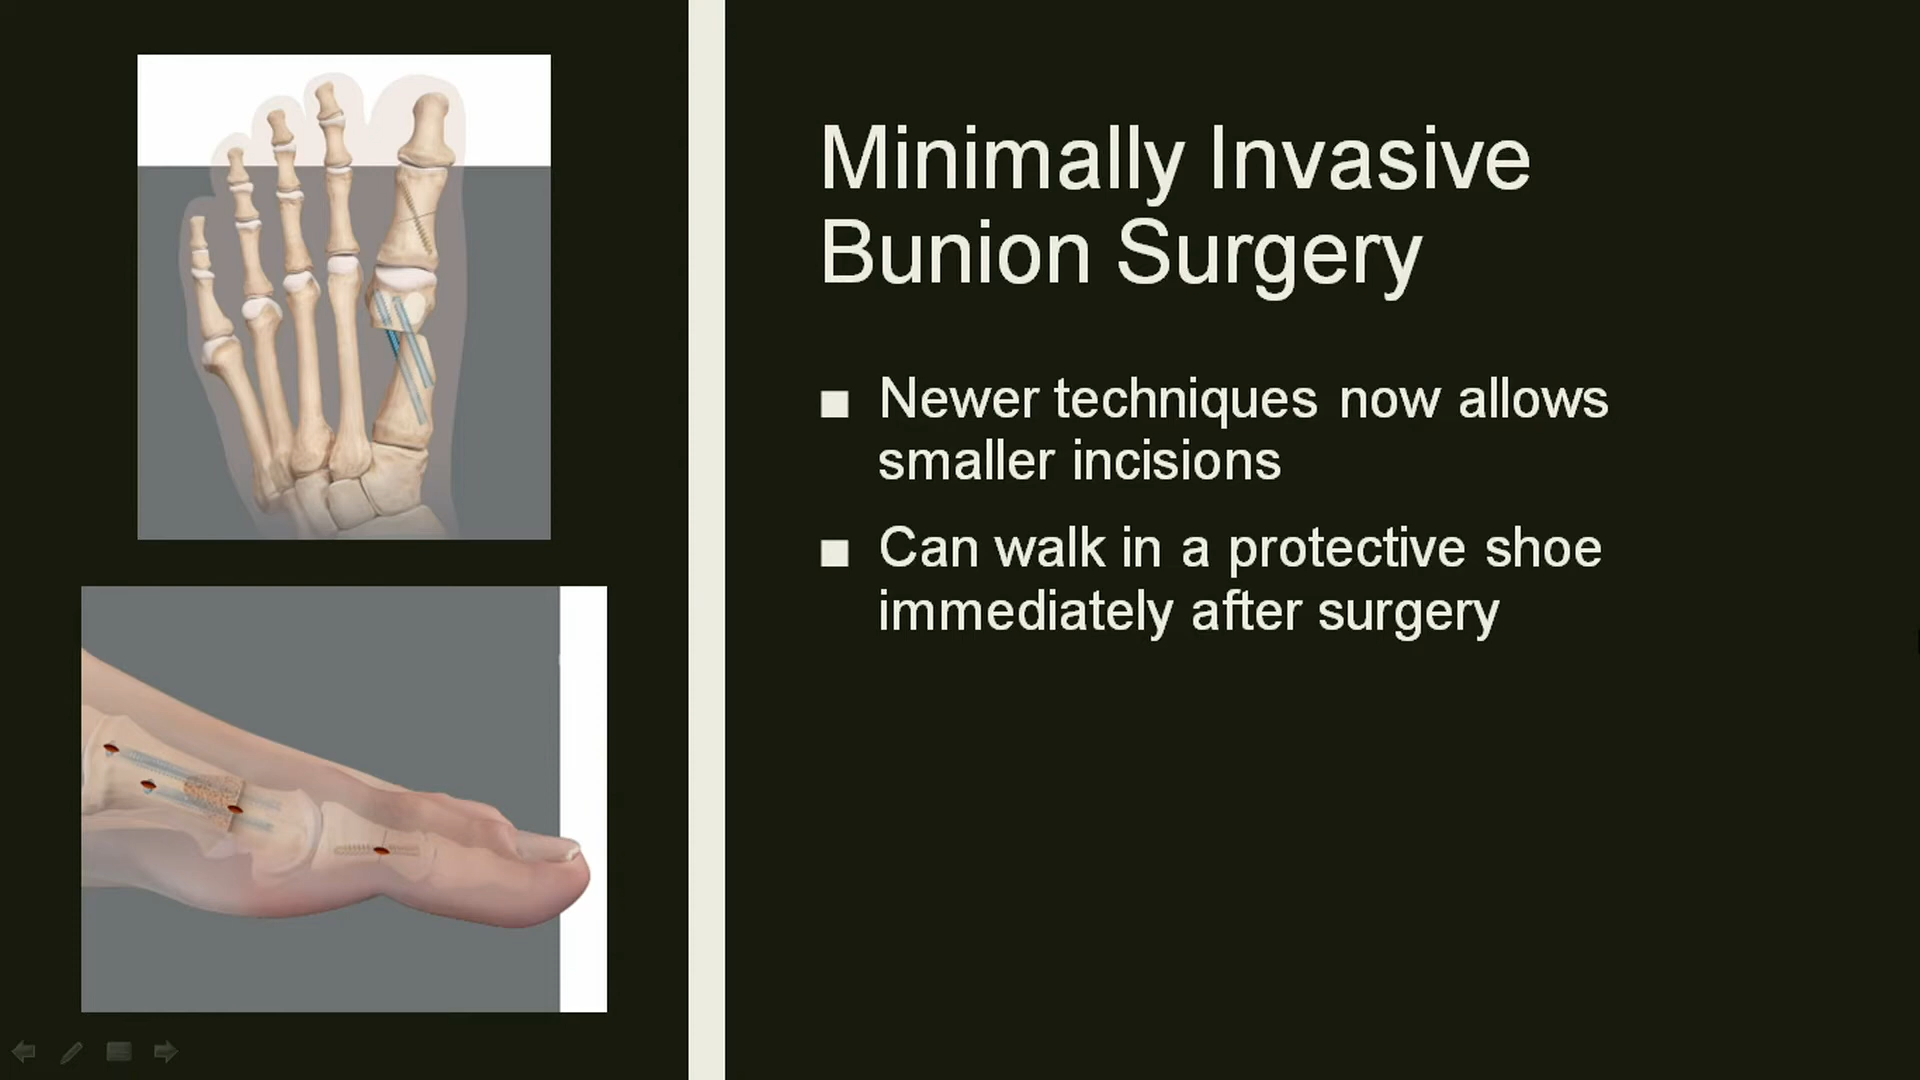 Minimally Invasive
Bunion Surgery
Newer techniques now allows
smaller incisions
Can walk in a protective shoe
immediately after surgery